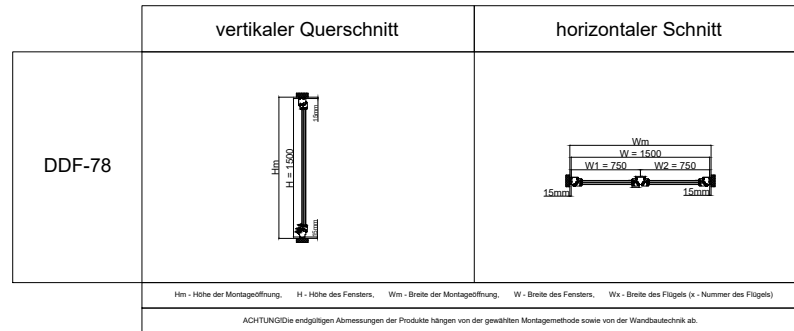 vertikaler Querschnitt
horizontaler Schnitt
DDF-78
Hm
H = 1500
15mm
15mm
Wm
W = 1500
W1 = 750
W2 = 750
15mm
15mm
Hm - Höhe der Montageöffnung, H - Höhe des Fensters, Wm - Breite der Montageöffnung, W - Breite des Fensters, Wx - Breite des Flügels (x - Nummer des Flügels)
ACHTUNG!Die endgültigen Abmessungen der Produkte hängen von der gewählten Montagemethode sowie von der Wandbautechnik ab.